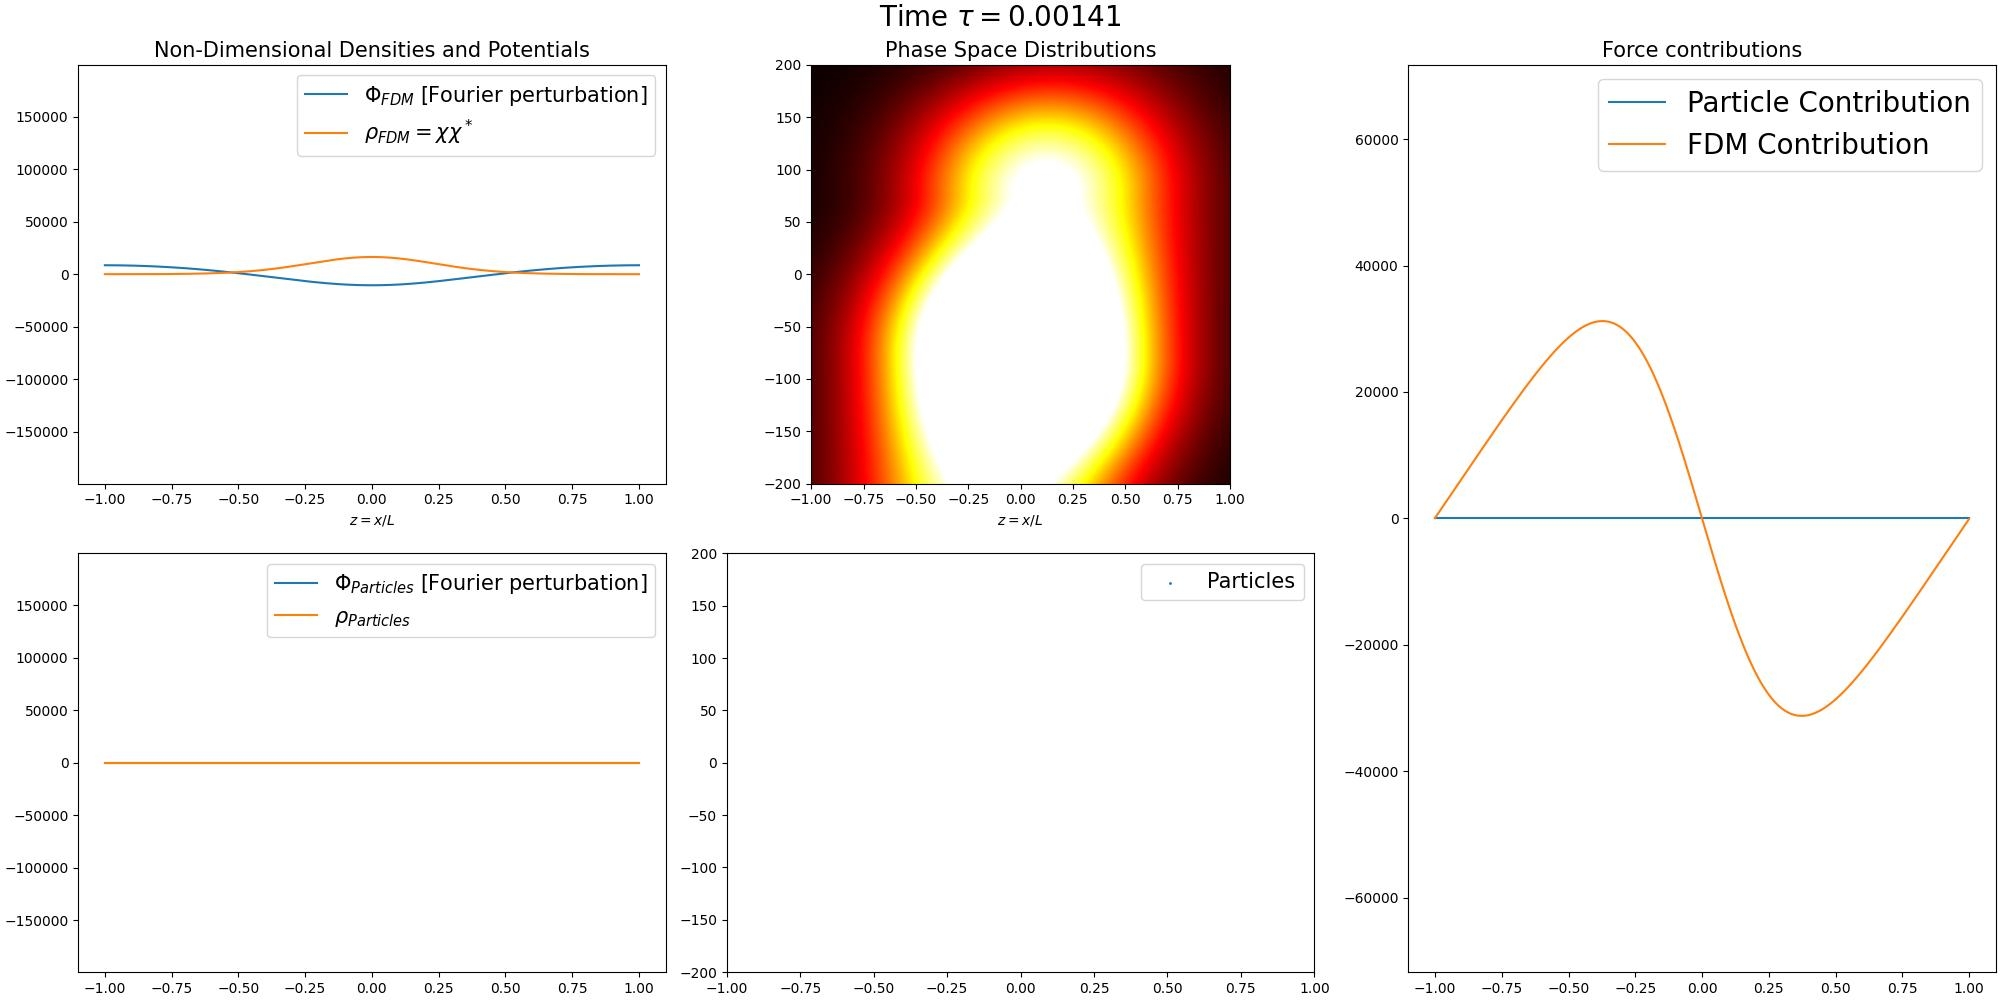 Time τ = 0.00141
Non-Dimensional Densities and Potentials
Φ_FDM [Fourier perturbation]
ρ_FDM = χχ*
150000
100000
50000
0
−50000
−100000
−150000
−1.00 −0.75 −0.50 −0.25 0.00 0.25 0.50 0.75 1.00
z = x/L
Phase Space Distributions
200
150
100
50
0
−50
−100
−150
−200
−1.00 −0.75 −0.50 −0.25 0.00 0.25 0.50 0.75 1.00
z = x/L
Force contributions
Particle Contribution
FDM Contribution
60000
40000
20000
0
−20000
−40000
−60000
−1.00 −0.75 −0.50 −0.25 0.00 0.25 0.50 0.75 1.00
Φ_Particles [Fourier perturbation]
ρ_Particles
150000
100000
50000
0
−50000
−100000
−150000
−1.00 −0.75 −0.50 −0.25 0.00 0.25 0.50 0.75 1.00
Particles
200
150
100
50
0
−50
−100
−150
−200
−1.00 −0.75 −0.50 −0.25 0.00 0.25 0.50 0.75 1.00